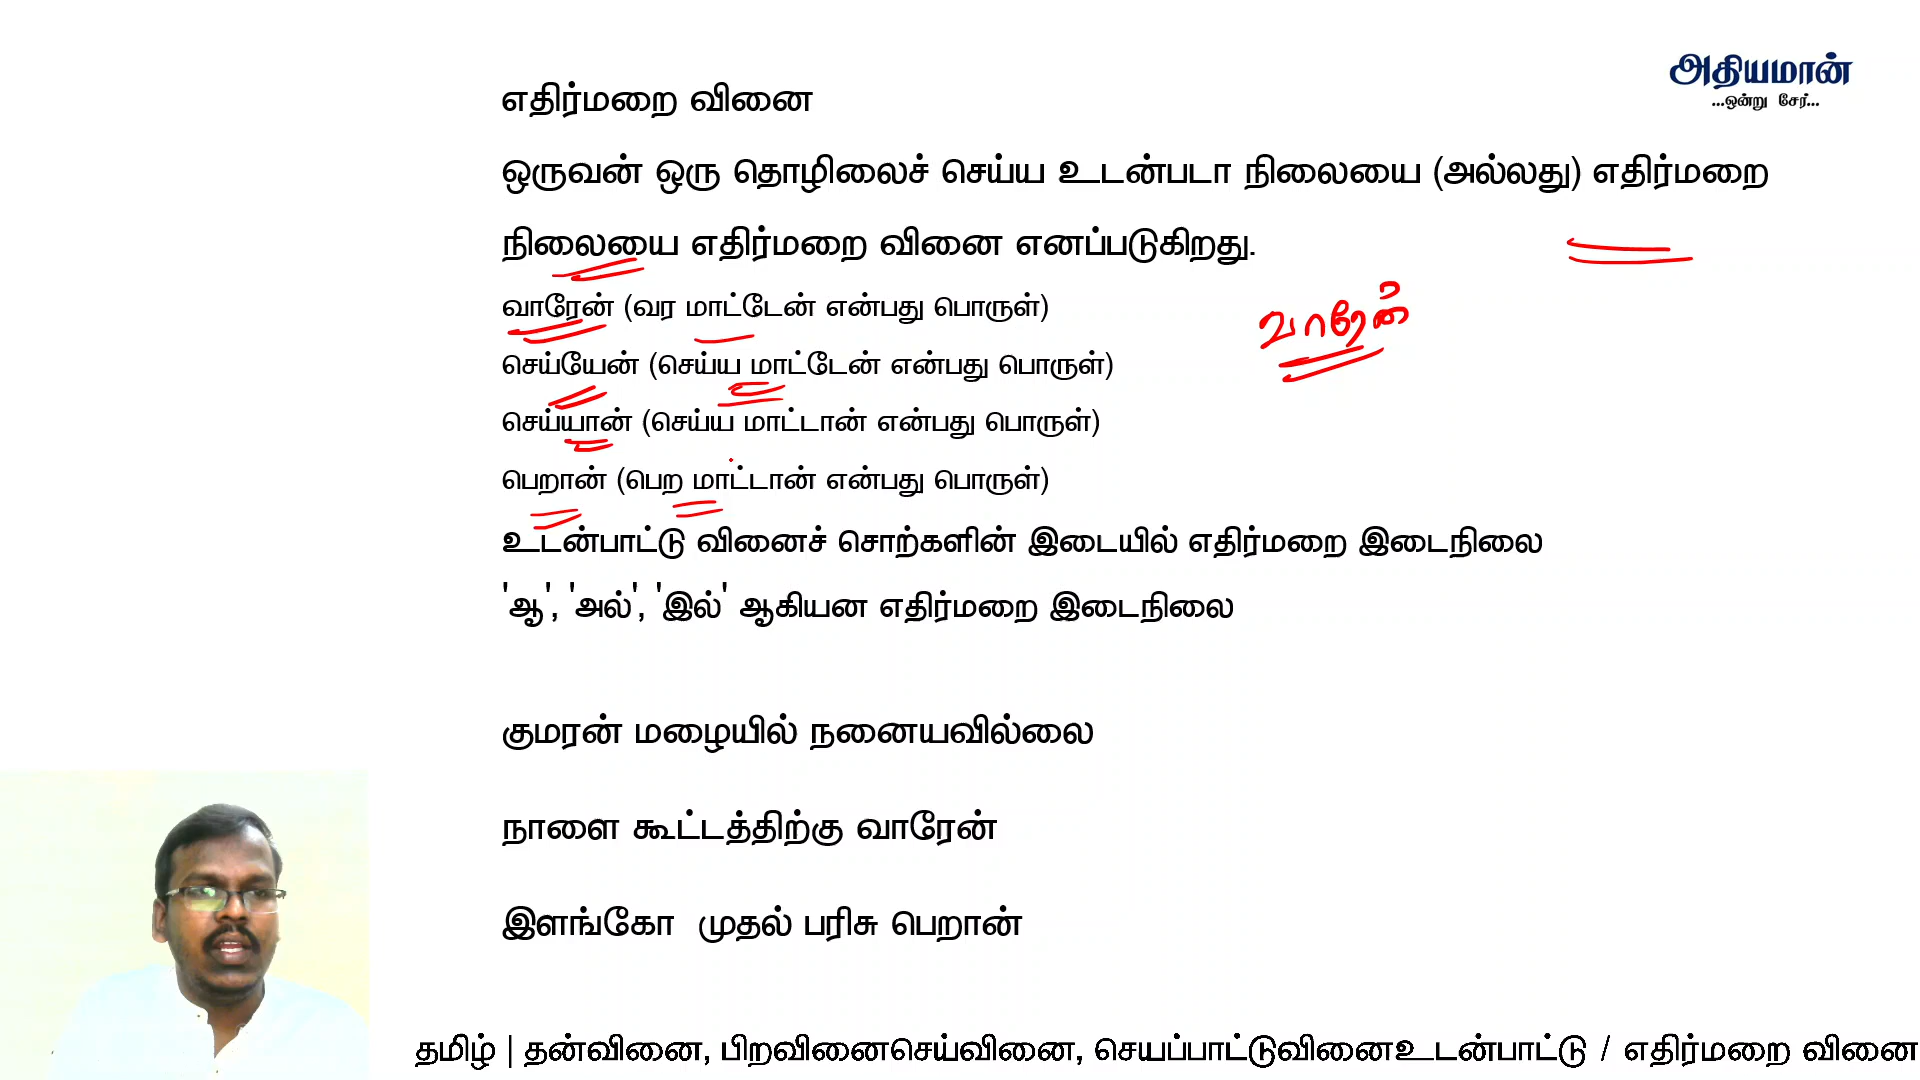 அதியமான்
...ஒன்று சேர்...
எதிர்மறை வினை
ஒருவன் ஒரு தொழிலைச் செய்ய உடன்படா நிலையை (அல்லது) எதிர்மறை
நிலையை எதிர்மறை வினை எனப்படுகிறது.
வாரேன் (வர மாட்டேன் என்பது பொருள்)
வாரேன்
செய்யேன் (செய்ய மாட்டேன் என்பது பொருள்)
செய்யான் (செய்ய மாட்டான் என்பது பொருள்)
பெறான் (பெற மாட்டான் என்பது பொருள்)
உடன்பாட்டு வினைச் சொற்களின் இடையில் எதிர்மறை இடைநிலை
'ஆ', 'அல்', 'இல்' ஆகியன எதிர்மறை இடைநிலை
குமரன் மழையில் நனையவில்லை
நாளை கூட்டத்திற்கு வாரேன்
இளங்கோ முதல் பரிசு பெறான்
தமிழ் | தன்வினை, பிறவினைசெய்வினை, செயப்பாட்டுவினைஉடன்பாட்டு / எதிர்மறை வினை